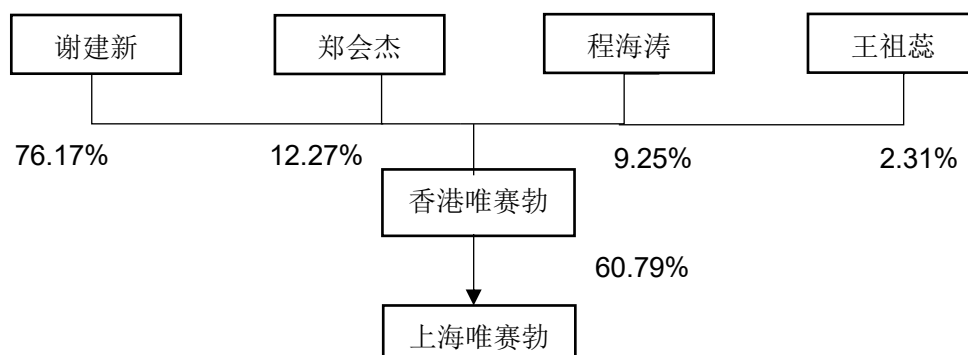 谢建新
郑会杰
程海涛
王祖蕊
76.17%
12.27%
9.25%
2.31%
香港唯赛勃
60.79%
上海唯赛勃